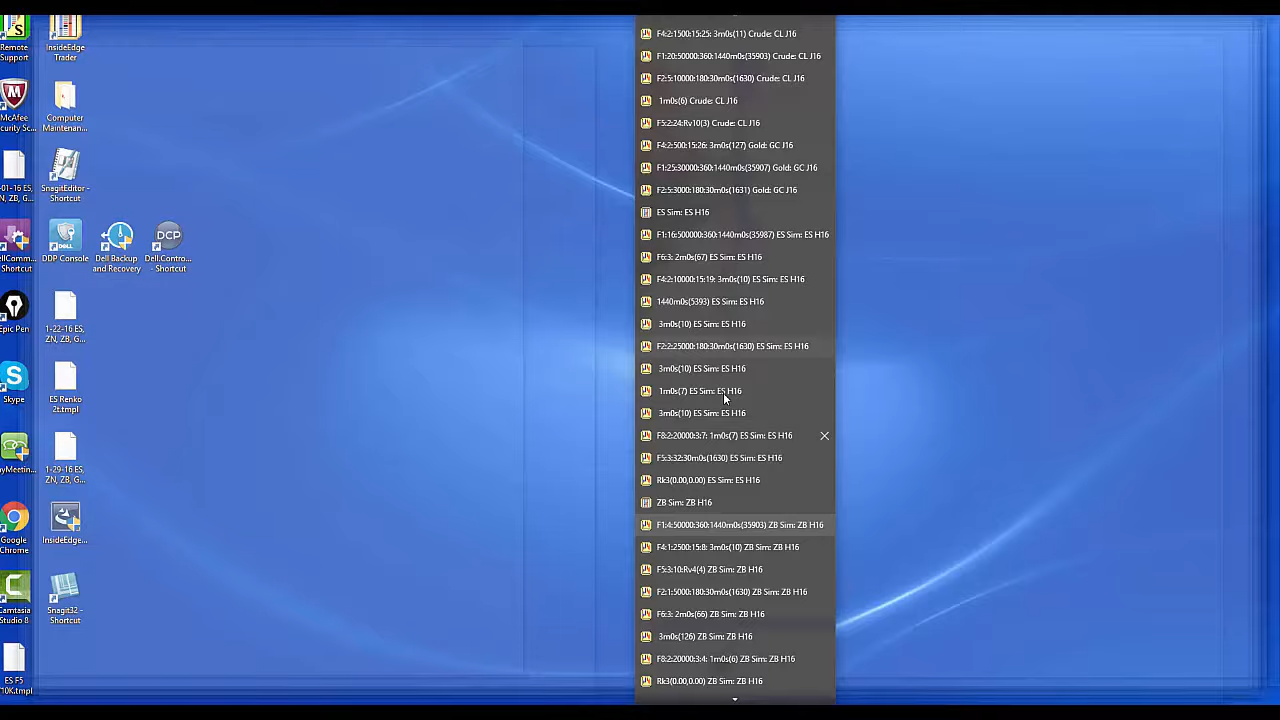 Remote
Support
InsideEdge
Trader
McAfee
curity Sc...
Computer
Maintenan...
-01-16 ES,
N, ZB, G...
SnagitEditor -
Shortcut
ellComm...
Shortcut
DDP Console
Dell Backup
and Recovery
DCP
Dell.Contro...
- Shortcut
Epic Pen
1-22-16 ES,
ZN, ZB, G...
Skype
ES Renko
2t.tmpl
nyMeetin...
1-29-16 ES,
ZN, ZB, G...
Google
Chrome
InsideEdge...
Camtasia
Studio 8
Snagit32 -
Shortcut
ES F5
10K.tmpl
F4:2:1500:15:25: 3m0s(11) Crude: CL J16
F1:20:50000:360:1440m0s(35903) Crude: CL J16
F2:5:10000:180:30m0s(1630) Crude: CL J16
1m0s(6) Crude: CL J16
F5:2:24:Rv10(3) Crude: CL J16
F4:2:500:15:26: 3m0s(127) Gold: GC J16
F1:25:30000:360:1440m0s(35907) Gold: GC J16
F2:5:3000:180:30m0s(1631) Gold: GC J16
ES Sim: ES H16
F1:16:500000:360:1440m0s(35987) ES Sim: ES H16
F6:3: 2m0s(67) ES Sim: ES H16
F4:2:10000:15:19: 3m0s(10) ES Sim: ES H16
1440m0s(5393) ES Sim: ES H16
3m0s(10) ES Sim: ES H16
F2:2:25000:180:30m0s(1630) ES Sim: ES H16
3m0s(10) ES Sim: ES H16
1m0s(7) ES Sim: ES H16
3m0s(10) ES Sim: ES H16
F8:2:20000:3:7: 1m0s(7) ES Sim: ES H16
F5:3:32:30m0s(1630) ES Sim: ES H16
Rk3(0.00,0.00) ES Sim: ES H16
ZB Sim: ZB H16
F1:4:50000:360:1440m0s(35903) ZB Sim: ZB H16
F4:1:2500:15:8: 3m0s(10) ZB Sim: ZB H16
F5:3:10:Rv4(4) ZB Sim: ZB H16
F2:1:5000:180:30m0s(1630) ZB Sim: ZB H16
F6:3: 2m0s(66) ZB Sim: ZB H16
3m0s(126) ZB Sim: ZB H16
F8:2:20000:3:4: 1m0s(6) ZB Sim: ZB H16
Rk3(0.00,0.00) ZB Sim: ZB H16